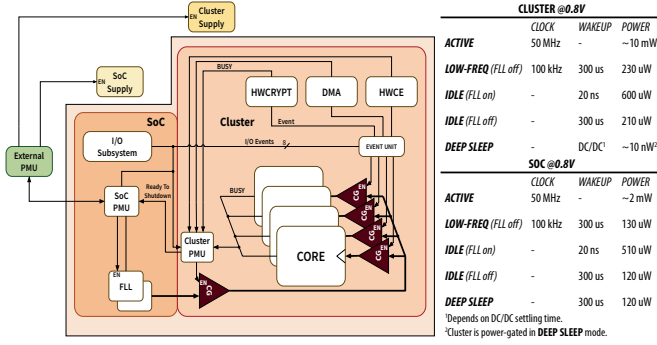 Cluster
Supply
EN
SoC
Supply
EN
External
PMU
SoC
Cluster
BUSY
HWCRYPT
DMA
HWCE
Event
I/O
Subsystem
I/O Events
8
EVENT UNIT
Ready To
Shutdown
SoC
PMU
BUSY
EN
CG
EN
CG
EN
CG
EN
CG
CORE
Cluster
PMU
EN
FLL
EN
CG
CLUSTER @0.8V
CLOCK WAKEUP POWER
ACTIVE 50 MHz - ~10 mW
LOW-FREQ (FLL off) 100 kHz 300 us 230 uW
IDLE (FLL on) - 20 ns 600 uW
IDLE (FLL off) - 300 us 210 uW
DEEP SLEEP - DC/DC¹ ~10 nW²
SOC @0.8V
CLOCK WAKEUP POWER
ACTIVE 50 MHz - ~2 mW
LOW-FREQ (FLL off) 100 kHz 300 us 130 uW
IDLE (FLL on) - 20 ns 510 uW
IDLE (FLL off) - 300 us 120 uW
DEEP SLEEP - 300 us 120 uW
¹Depends on DC/DC settling time.
²Cluster is power-gated in DEEP SLEEP mode.